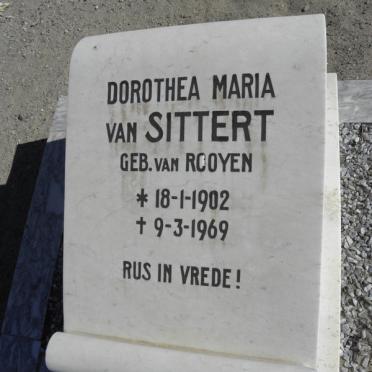 DOROTHEA MARIA
VAN SITTERT
GEB. VAN ROOYEN
* 18-1-1902
✝ 9-3-1969
RUS IN VREDE!